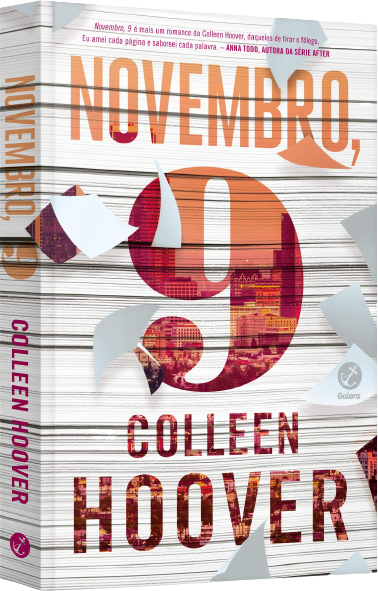 Novembro, 9 é mais um romance da Colleen Hoover, daqueles de tirar o fôlego.
Eu amei cada página e saboreei cada palavra. — ANNA TODD, AUTORA DA SÉRIE AFTER
NOVEMBRO,
9
COLLEEN
HOOVER
Galera
NOVEMBRO, 9
COLLEEN HOOVER